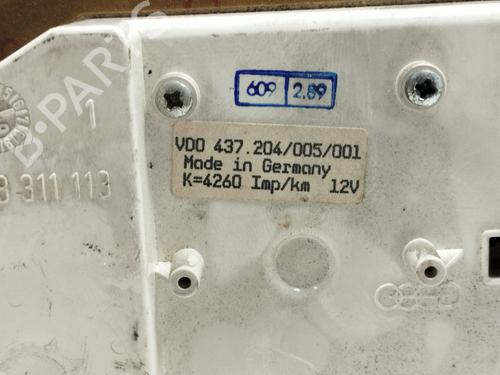 B-PARTS
609 2.89
1
VDO 437.204/005/001
Made in Germany
K=4260 Imp/km 12V
311 113